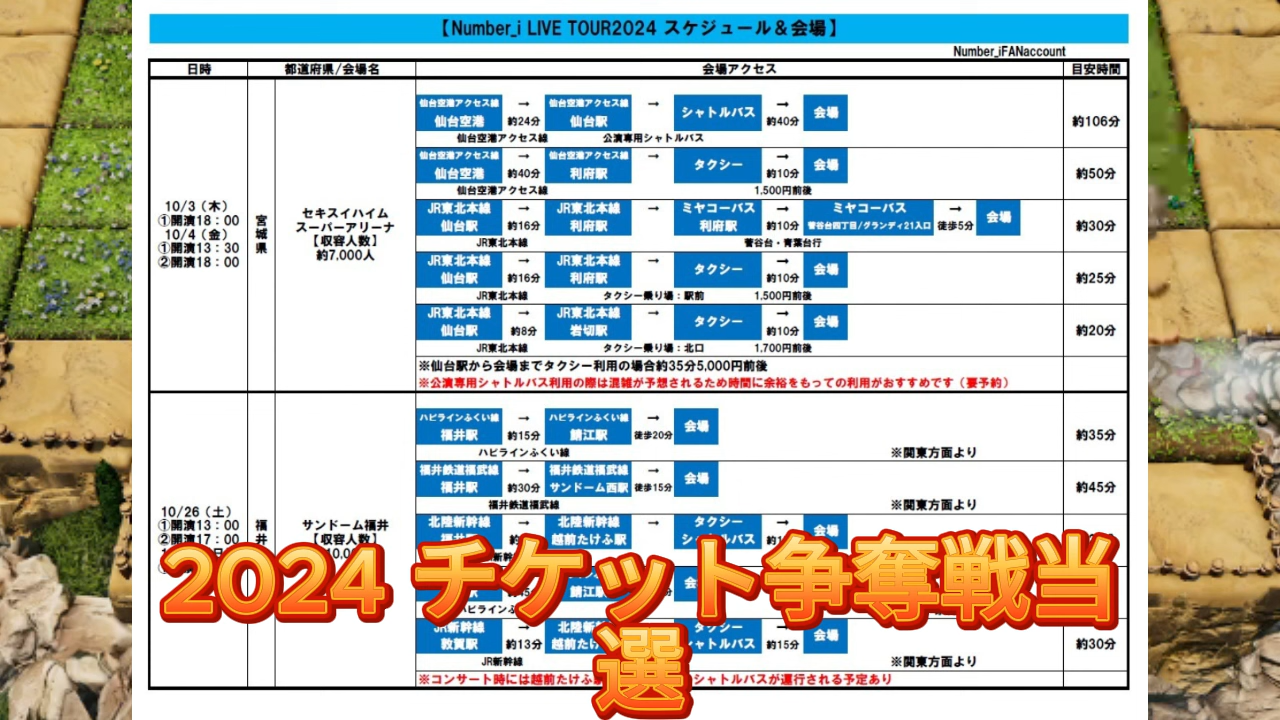 【Number_i LIVE TOUR2024 スケジュール＆会場】
Number_iFANaccount
日時 都道府県/会場名 会場アクセス 目安時間
10/3（木）
①開演18：00
10/4（金）
①開演13：30
②開演18：00
宮城県
セキスイハイム
スーパーアリーナ
【収容人数】
約7,000人
仙台空港アクセス線 仙台空港 → 約24分 仙台空港アクセス線 仙台駅 → シャトルバス → 約40分 会場 約106分
仙台空港アクセス線 公演専用シャトルバス
仙台空港アクセス線 仙台空港 → 約40分 仙台空港アクセス線 利府駅 → タクシー → 約10分 会場 約50分
仙台空港アクセス線 1,500円前後
JR東北本線 仙台駅 → 約16分 JR東北本線 利府駅 → ミヤコーバス 利府駅 → 約10分 ミヤコーバス 菅谷台四丁目/グランディ21入口 → 徒歩5分 会場 約30分
JR東北本線 菅谷台・青葉台行
JR東北本線 仙台駅 → 約16分 JR東北本線 利府駅 → タクシー → 約10分 会場 約25分
JR東北本線 タクシー乗り場：駅前 1,500円前後
JR東北本線 仙台駅 → 約8分 JR東北本線 岩切駅 → タクシー → 約10分 会場 約20分
JR東北本線 タクシー乗り場：北口 1,700円前後
※仙台駅から会場までタクシー利用の場合約35分5,000円前後
※公演専用シャトルバス利用の際は混雑が予想されるため時間に余裕をもっての利用がおすすめです（要予約）
10/26（土）
①開演13：00
②開演17：00
福井
サンドーム福井
【収容人数】
ハピラインふくい線 福井駅 → 約15分 ハピラインふくい線 鯖江駅 → 徒歩20分 会場 約35分
ハピラインふくい線 ※関東方面より
福井鉄道福武線 福井駅 → 約30分 福井鉄道福武線 サンドーム西駅 → 徒歩15分 会場 約45分
福井鉄道福武線 ※関東方面より
北陸新幹線 → 北陸新幹線 越前たけふ駅 → タクシー シャトルバス → 会場
鯖江駅
ハピラインふくい
JR新幹線 敦賀駅 → 約13分 → タクシー シャトルバス → 約15分 会場 約30分
JR新幹線 ※関東方面より
※コンサート時には越前たけふ シャトルバスが運行される予定あり
2024 チケット争奪戦当
選